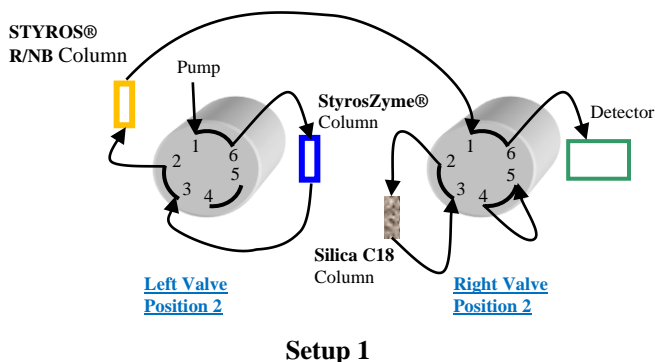 STYROS®
R/NB Column
Pump
StyrosZyme®
Column
Detector
1
2
3
4
5
6
1
2
3
4
5
6
Silica C18
Column
Left Valve
Position 2
Right Valve
Position 2
Setup 1